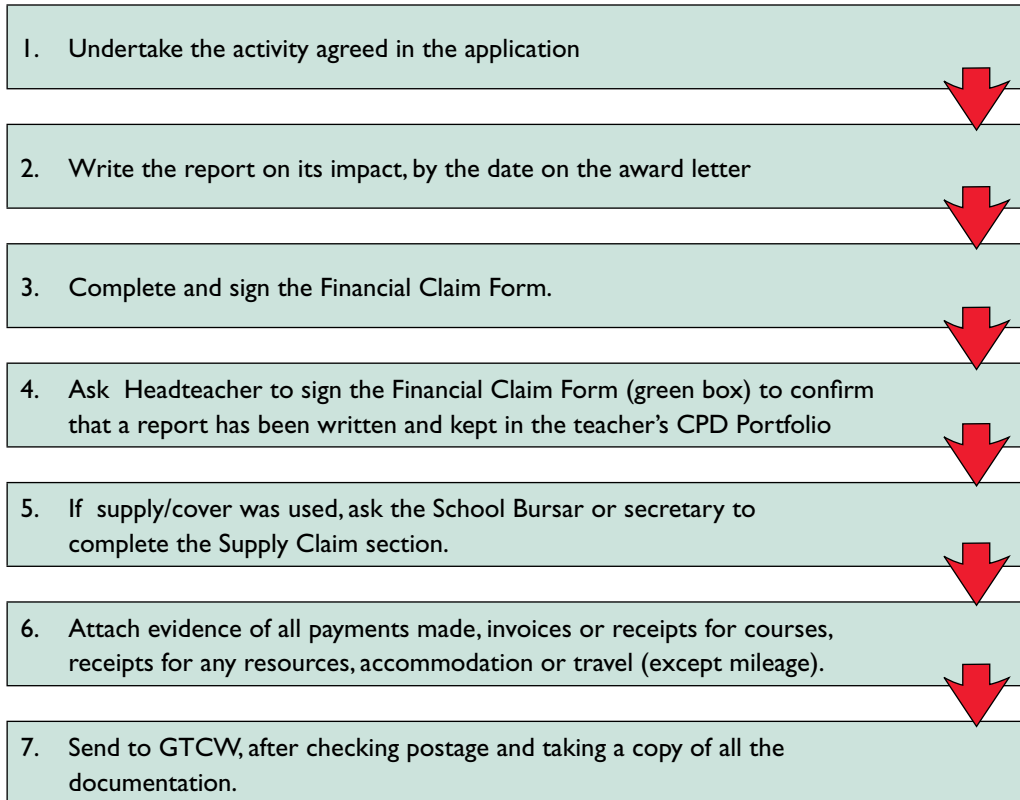 1. Undertake the activity agreed in the application
2. Write the report on its impact, by the date on the award letter
3. Complete and sign the Financial Claim Form.
4. Ask Headteacher to sign the Financial Claim Form (green box) to confirm
that a report has been written and kept in the teacher’s CPD Portfolio
5. If supply/cover was used, ask the School Bursar or secretary to
complete the Supply Claim section.
6. Attach evidence of all payments made, invoices or receipts for courses,
receipts for any resources, accommodation or travel (except mileage).
7. Send to GTCW, after checking postage and taking a copy of all the
documentation.